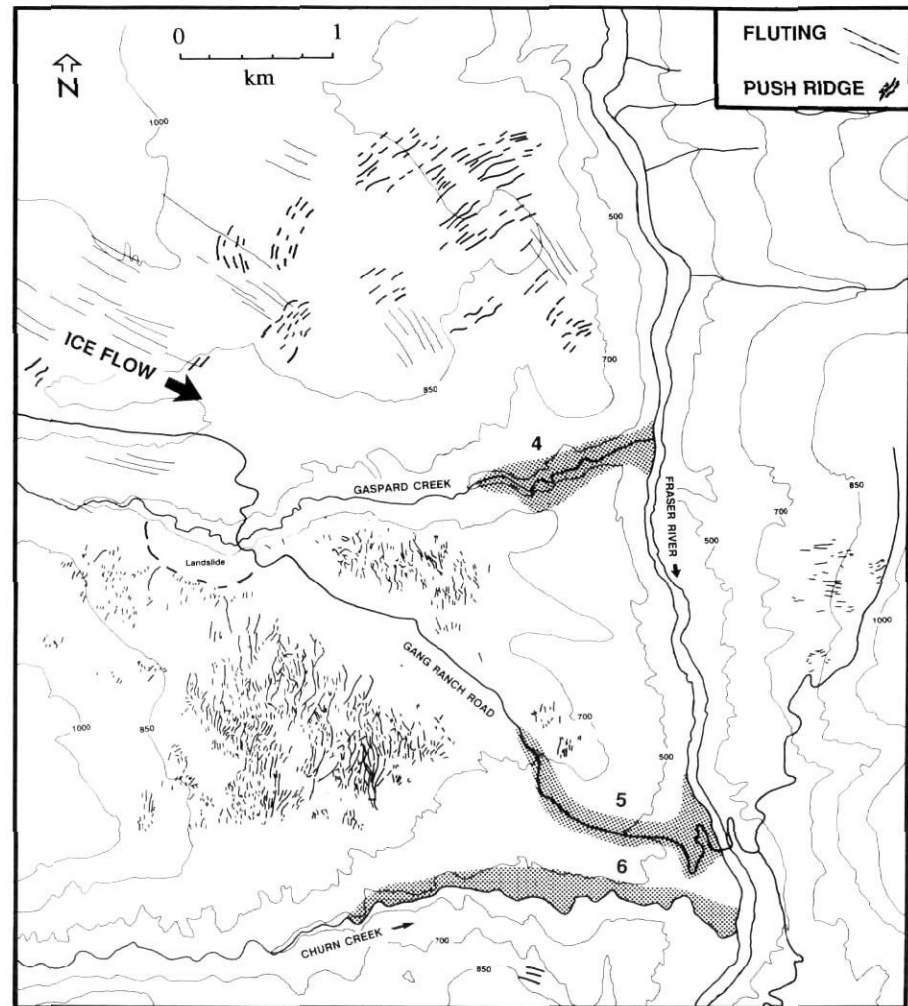 0 1
km
N
FLUTING
PUSH RIDGE
1000
500
ICE FLOW
700
850
4
GASPARD CREEK
FRASER RIVER
850
700
500
Landslide
1000
GANG RANCH ROAD
1000
850
700
500
5
6
CHURN CREEK
700
850